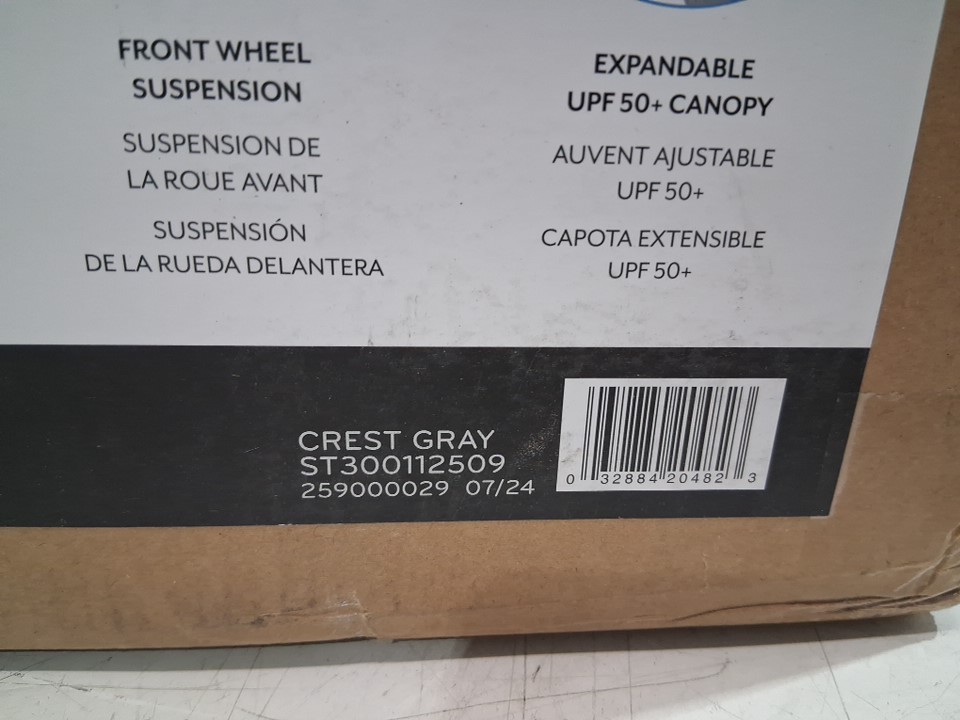 FRONT WHEEL
SUSPENSION
SUSPENSION DE
LA ROUE AVANT
SUSPENSIÓN
DE LA RUEDA DELANTERA
EXPANDABLE
UPF 50+ CANOPY
AUVENT AJUSTABLE
UPF 50+
CAPOTA EXTENSIBLE
UPF 50+
CREST GRAY
ST300112509
259000029 07/24
0 32884 20482 3